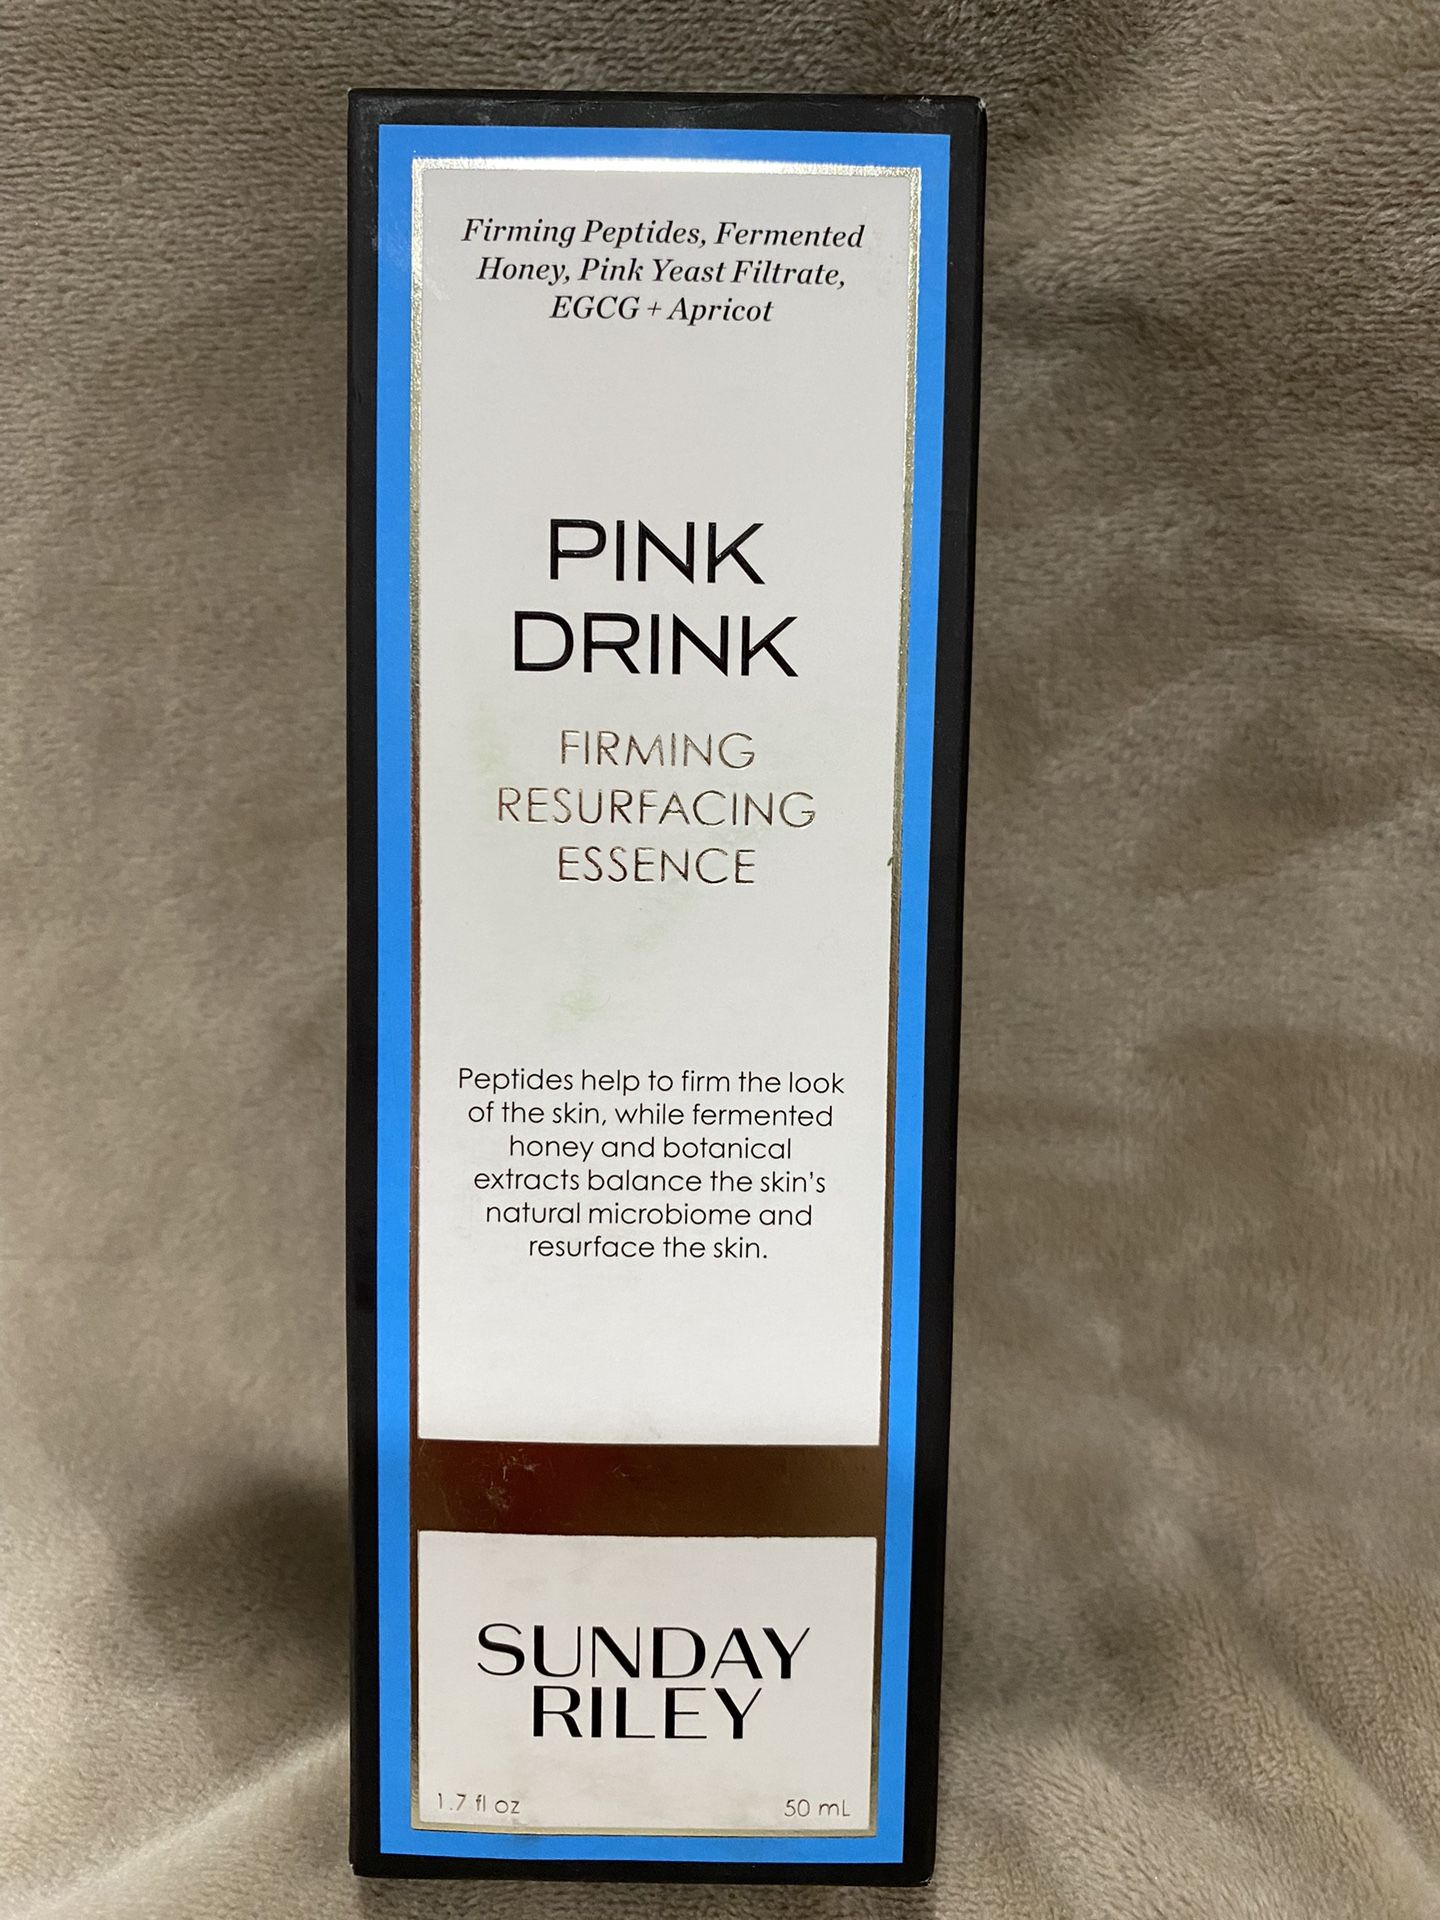 Firming Peptides, Fermented
Honey, Pink Yeast Filtrate,
EGCG + Apricot
PINK
DRINK
FIRMING
RESURFACING
ESSENCE
Peptides help to firm the look
of the skin, while fermented
honey and botanical
extracts balance the skin's
natural microbiome and
resurface the skin.
SUNDAY
RILEY
1.7 fl oz 50 mL